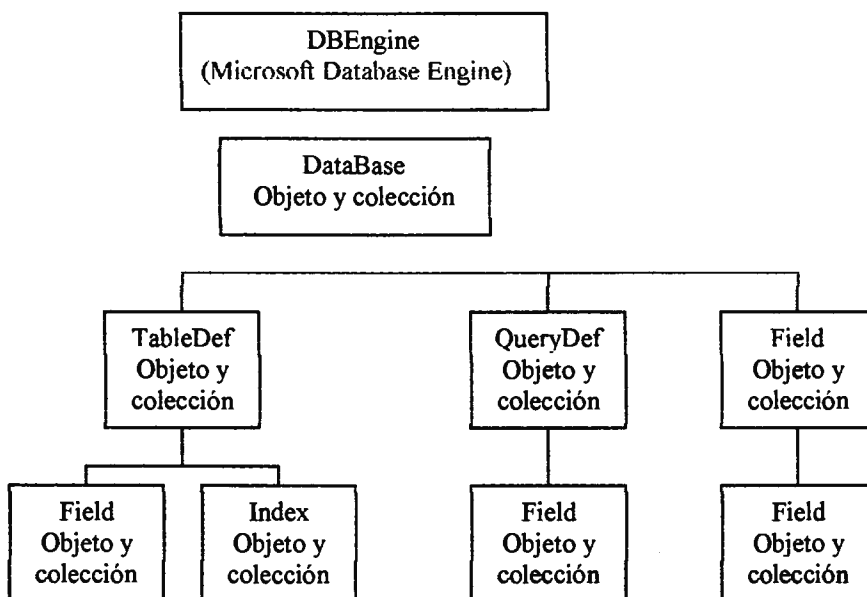 DBEngine
(Microsoft Database Engine)
DataBase
Objeto y colección
TableDef
Objeto y
colección
QueryDef
Objeto y
colección
Field
Objeto y
colección
Field
Objeto y
colección
Index
Objeto y
colección
Field
Objeto y
colección
Field
Objeto y
colección